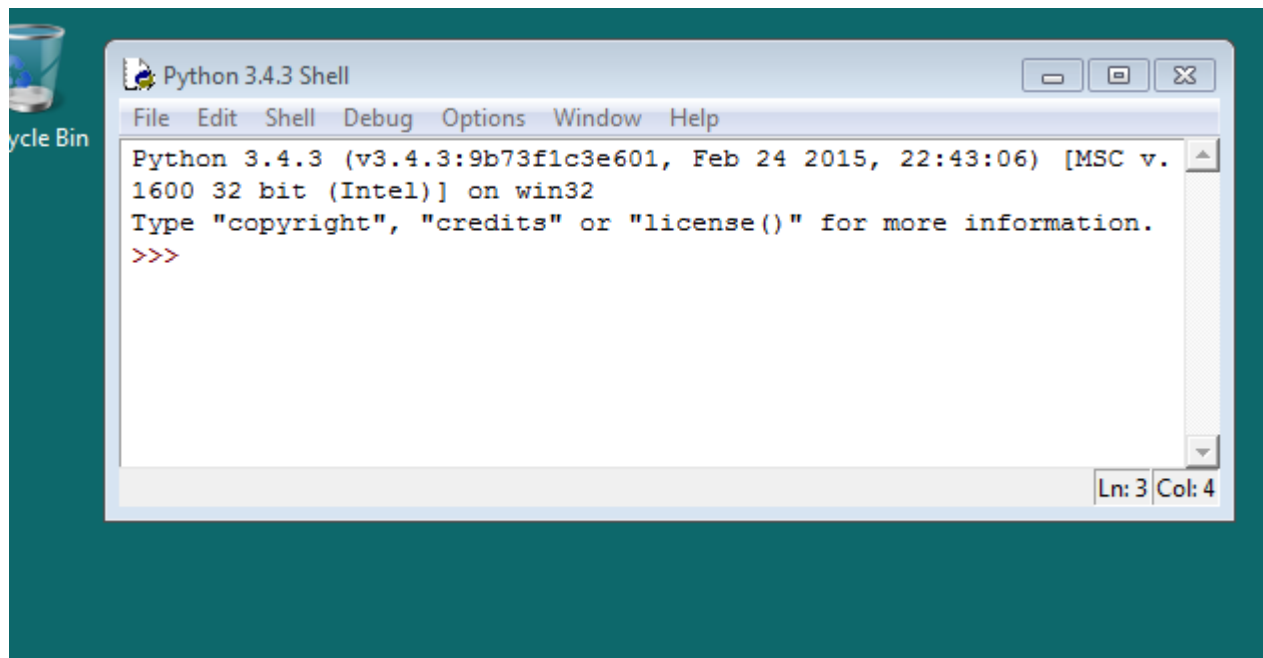 ycle Bin
Python 3.4.3 Shell
File Edit Shell Debug Options Window Help
Python 3.4.3 (v3.4.3:9b73f1c3e601, Feb 24 2015, 22:43:06) [MSC v.
1600 32 bit (Intel)] on win32
Type "copyright", "credits" or "license()" for more information.
>>>
Ln: 3 Col: 4